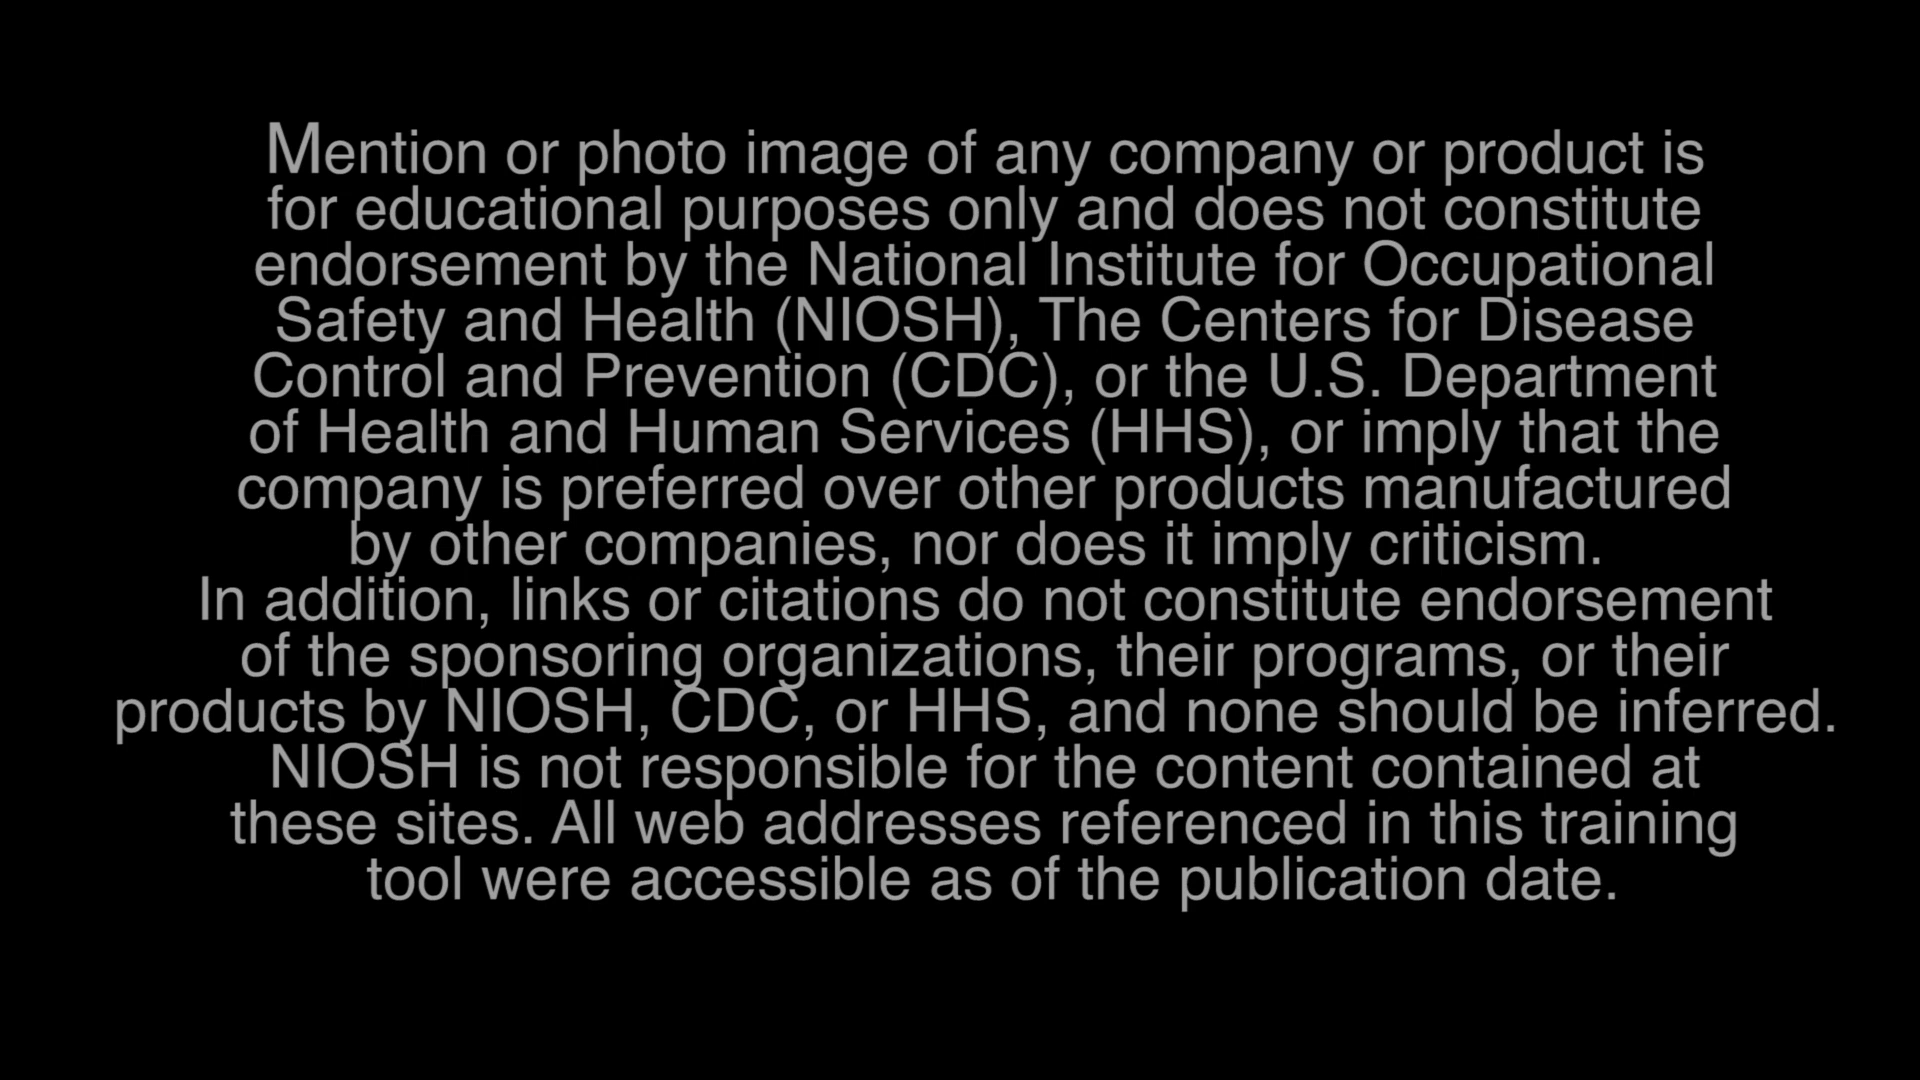 Mention or photo image of any company or product is
for educational purposes only and does not constitute
endorsement by the National Institute for Occupational
Safety and Health (NIOSH), The Centers for Disease
Control and Prevention (CDC), or the U.S. Department
of Health and Human Services (HHS), or imply that the
company is preferred over other products manufactured
by other companies, nor does it imply criticism.
In addition, links or citations do not constitute endorsement
of the sponsoring organizations, their programs, or their
products by NIOSH, CDC, or HHS, and none should be inferred.
NIOSH is not responsible for the content contained at
these sites. All web addresses referenced in this training
tool were accessible as of the publication date.